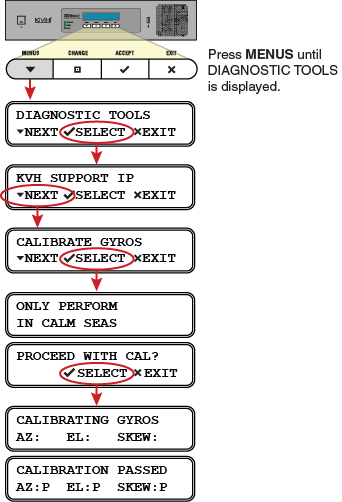 KVH
MENUS CHANGE ACCEPT EXIT
Press MENUS until
DIAGNOSTIC TOOLS
is displayed.
DIAGNOSTIC TOOLS
▼NEXT ✔SELECT ✖EXIT
KVH SUPPORT IP
▼NEXT ✔SELECT ✖EXIT
CALIBRATE GYROS
▼NEXT ✔SELECT ✖EXIT
ONLY PERFORM
IN CALM SEAS
PROCEED WITH CAL?
✔SELECT ✖EXIT
CALIBRATING GYROS
AZ: EL: SKEW:
CALIBRATION PASSED
AZ:P EL:P SKEW:P